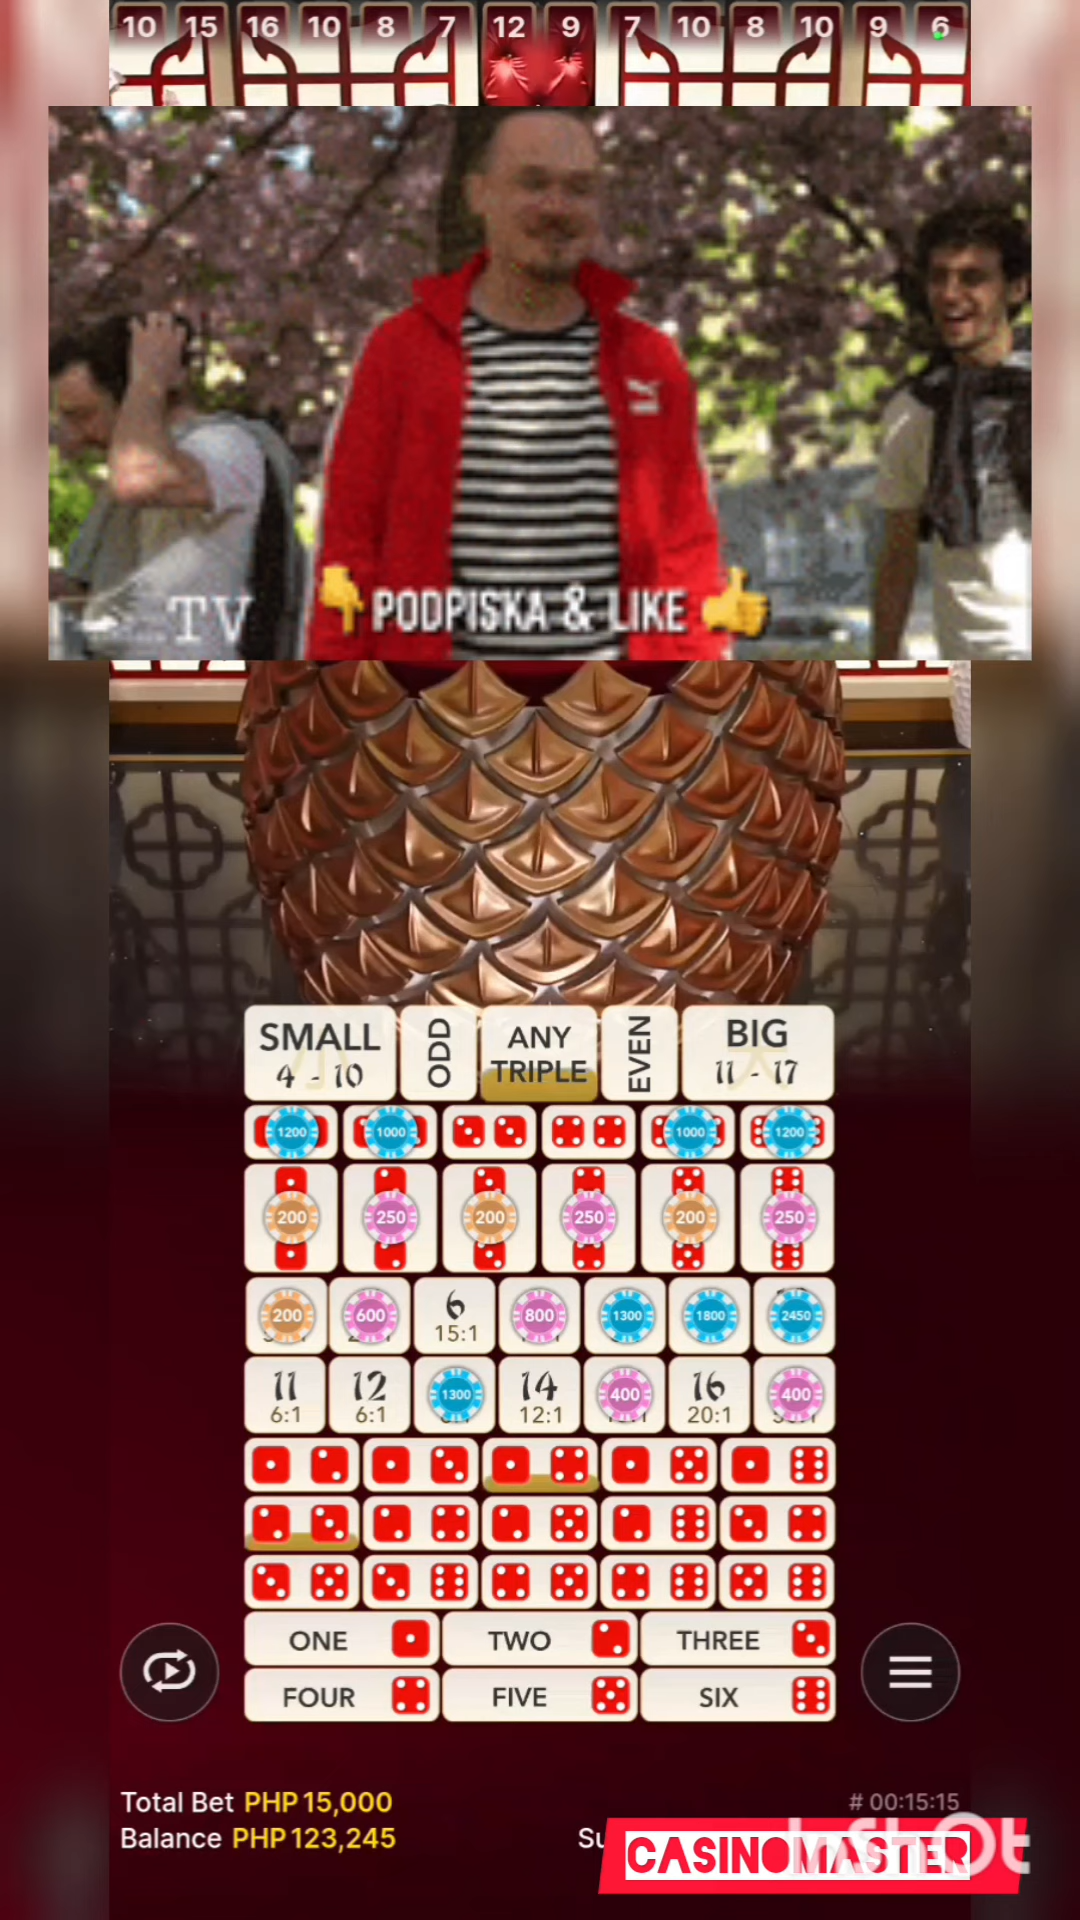 10 15 16 10 8 7 12 9 7 10 8 10 9 6
TV
👇 PODPISKA & LIKE 👍
SMALL
4 - 10
ODD
ANY
TRIPLE
EVEN
BIG
11 - 17
1200 1000 1000 1200
200 250 200 250 200 250
200 600 6 800 1300 1800 2450
15:1
11 12 1300 14 400 16 400
6:1 6:1 12:1 20:1
ONE TWO THREE
FOUR FIVE SIX
Total Bet PHP 15,000
# 00:15:15
Balance PHP 123,245
Su
CASINOMASTER